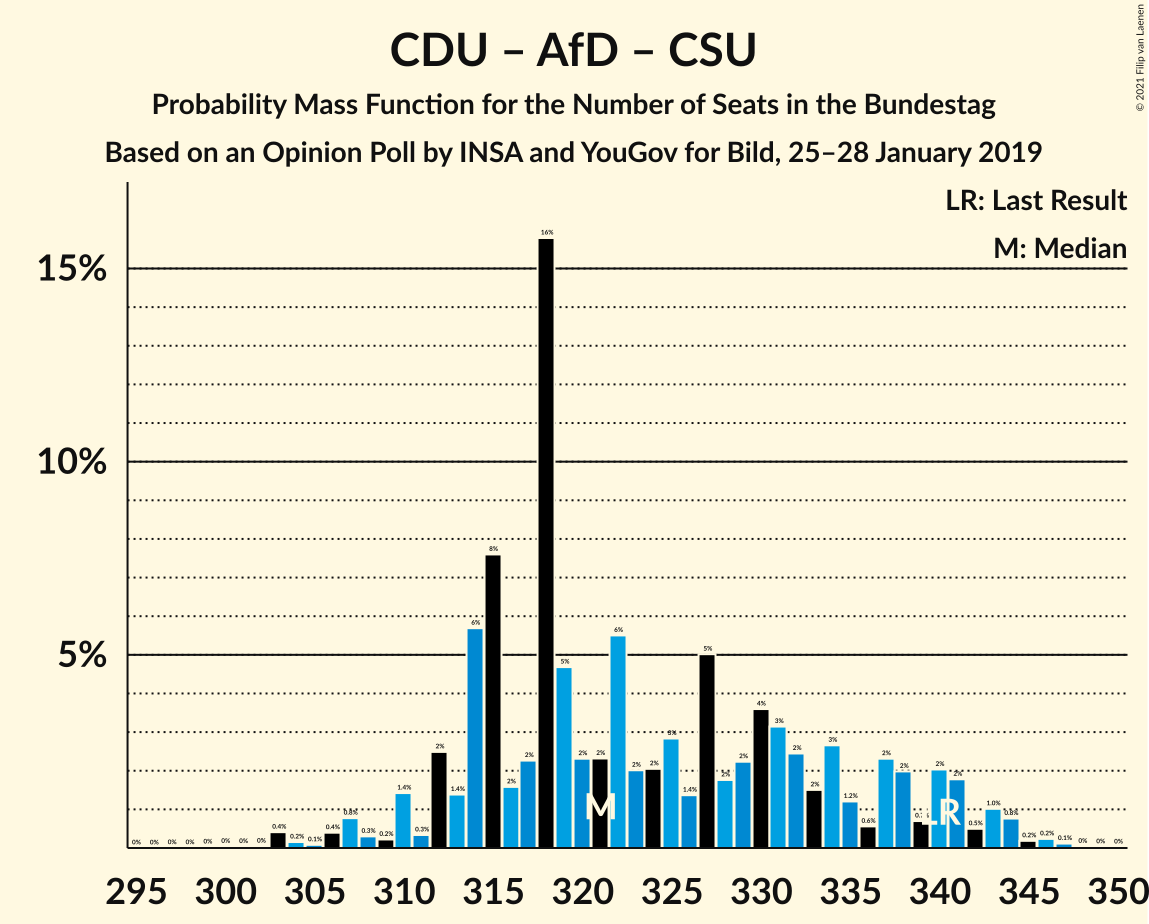 CDU – AfD – CSU
Probability Mass Function for the Number of Seats in the Bundestag
Based on an Opinion Poll by INSA and YouGov for Bild, 25–28 January 2019
© 2021 Filip van Laenen
LR: Last Result
M: Median
15%
10%
5%
0% 0% 0% 0% 0% 0% 0% 0% 0.4% 0.2% 0.1% 0.4% 0.8% 0.3% 0.2% 1.4% 0.3% 2% 1.4% 6% 8% 2% 2% 16% 5% 2% 2% 6% 2% 2% 3% 1.4% 5% 2% 2% 4% 3% 2% 2% 3% 1.2% 0.6% 2% 2% 2% 2% 0.5% 1.0% 0.8% 0.2% 0.2% 0.1% 0% 0% 0%
M
LR
295 300 305 310 315 320 325 330 335 340 345 350